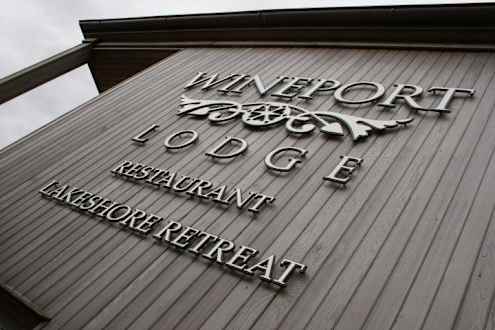 WINEPORT
LODGE
RESTAURANT
LAKESHORE RETREAT